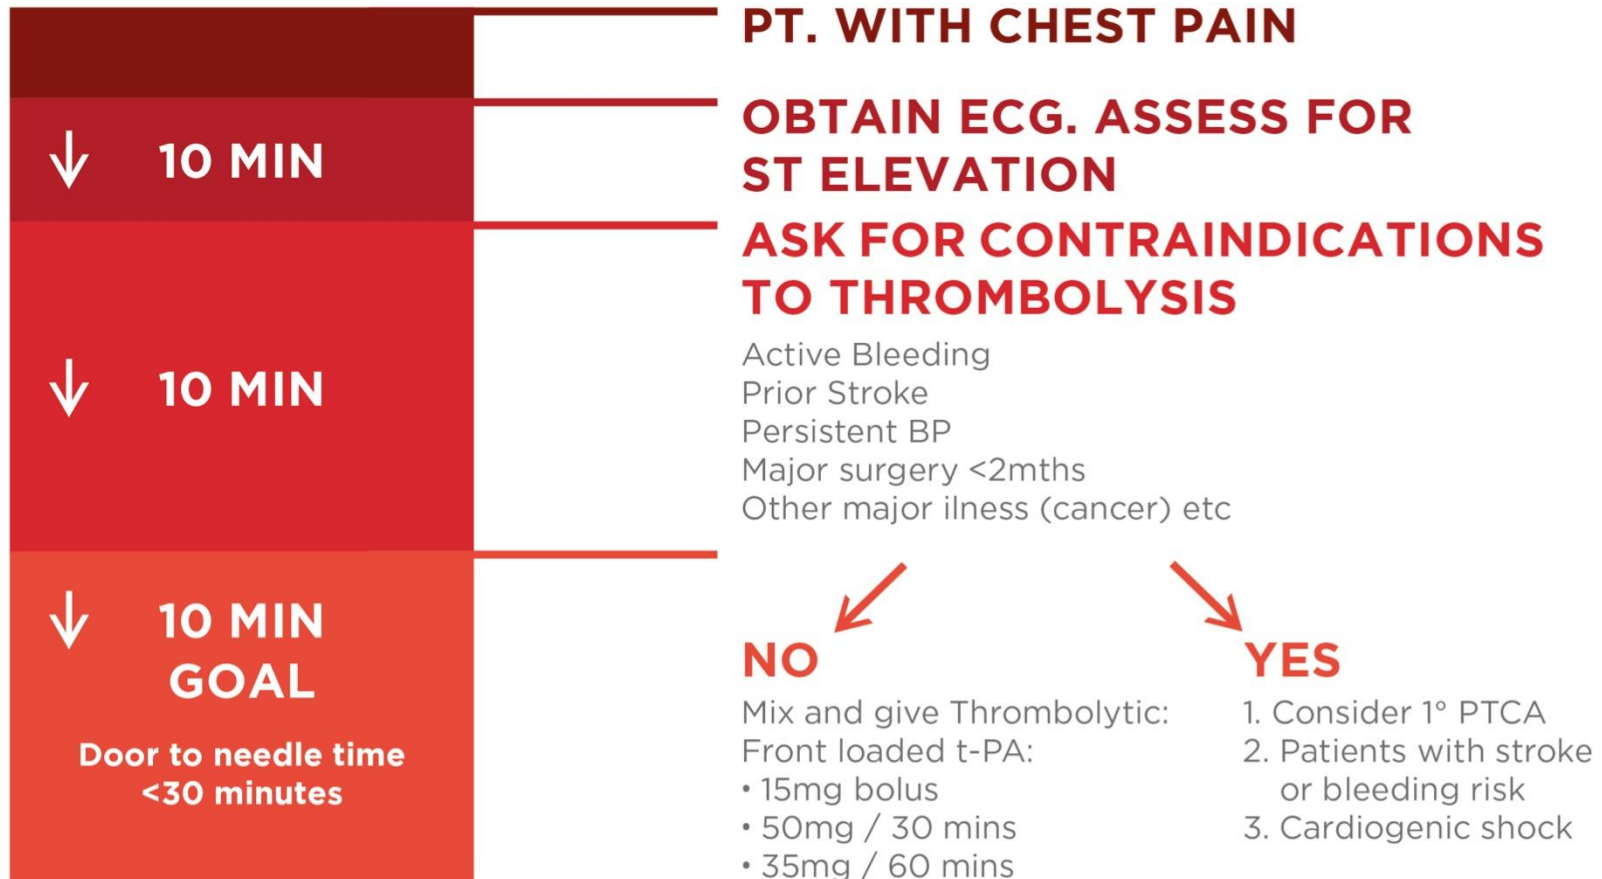 PT. WITH CHEST PAIN
OBTAIN ECG. ASSESS FOR
ST ELEVATION
10 MIN
ASK FOR CONTRAINDICATIONS
TO THROMBOLYSIS
10 MIN
Active Bleeding
Prior Stroke
Persistent BP
Major surgery <2mths
Other major ilness (cancer) etc
10 MIN
GOAL
Door to needle time
<30 minutes
NO
Mix and give Thrombolytic:
Front loaded t-PA:
• 15mg bolus
• 50mg / 30 mins
• 35mg / 60 mins
YES
1. Consider 1° PTCA
2. Patients with stroke
or bleeding risk
3. Cardiogenic shock